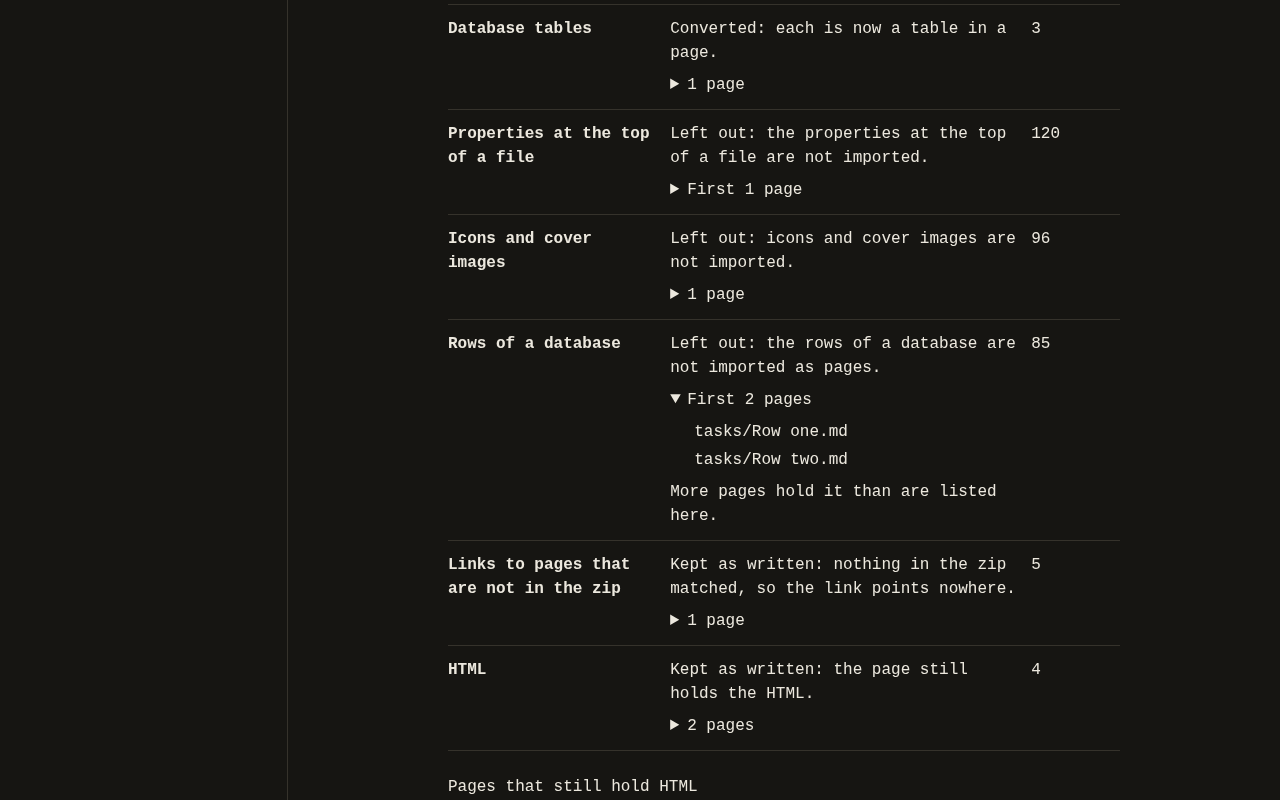 Database tables
Converted: each is now a table in a page.
3
▶ 1 page
Properties at the top of a file
Left out: the properties at the top of a file are not imported.
120
▶ First 1 page
Icons and cover images
Left out: icons and cover images are not imported.
96
▶ 1 page
Rows of a database
Left out: the rows of a database are not imported as pages.
85
▼ First 2 pages
tasks/Row one.md
tasks/Row two.md
More pages hold it than are listed here.
Links to pages that are not in the zip
Kept as written: nothing in the zip matched, so the link points nowhere.
5
▶ 1 page
HTML
Kept as written: the page still holds the HTML.
4
▶ 2 pages
Pages that still hold HTML